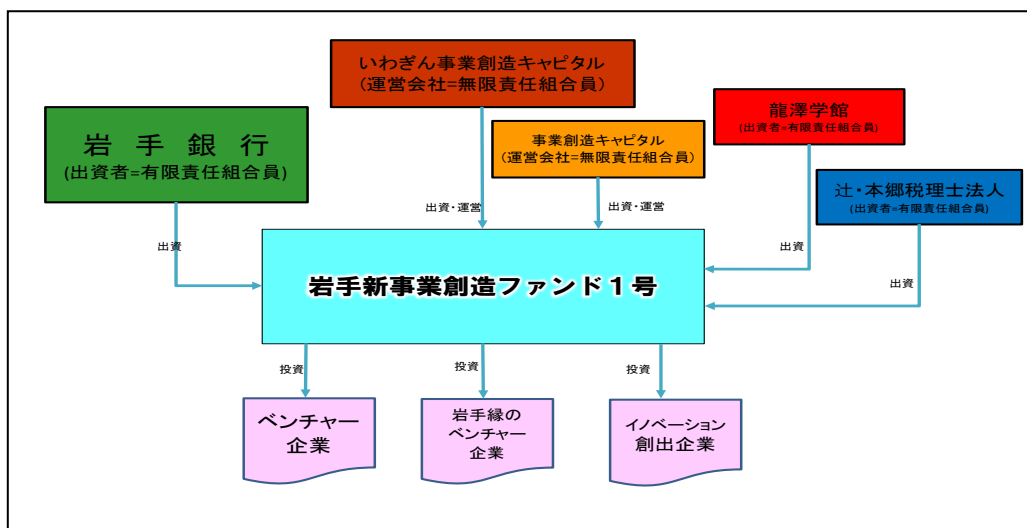 いわぎん事業創造キャピタル
（運営会社=無限責任組合員）
岩手銀行
(出資者=有限責任組合員)
事業創造キャピタル
（運営会社=無限責任組合員）
龍澤学館
(出資者=有限責任組合員)
辻・本郷税理士法人
(出資者=有限責任組合員)
出資・運営
出資・運営
出資
出資
出資
岩手新事業創造ファンド１号
投資
投資
投資
ベンチャー
企業
岩手縁の
ベンチャー
企業
イノベーション
創出企業